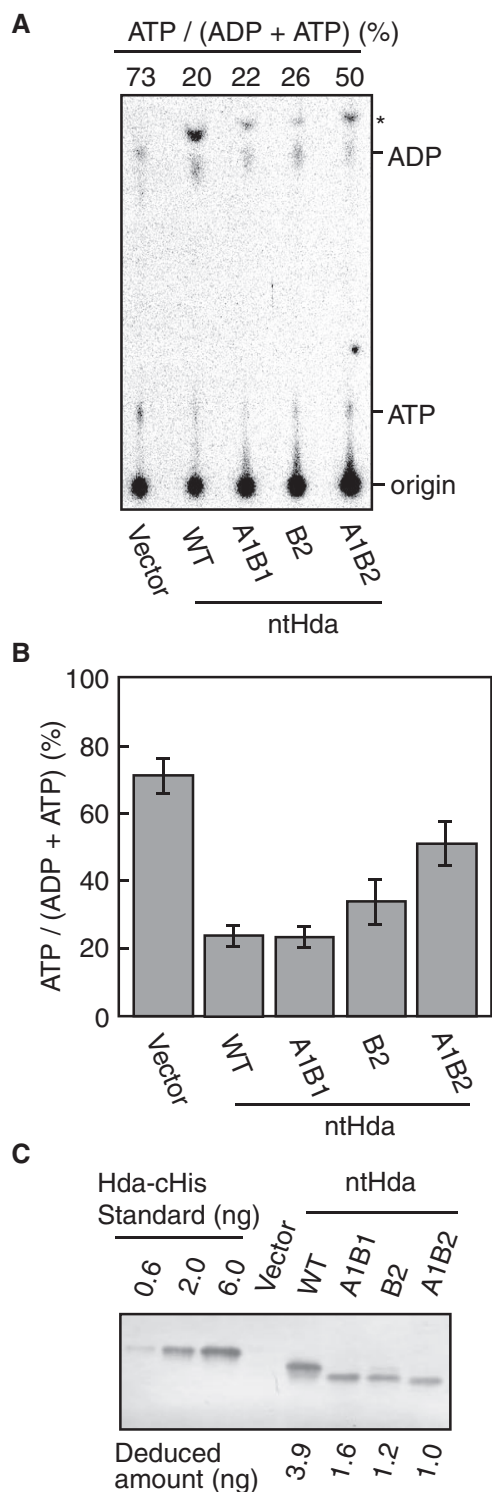 A
ATP / (ADP + ATP) (%)
73 20 22 26 50
*
ADP
ATP
origin
Vector WT A1B1 B2 A1B2
ntHda
B
ATP / (ADP + ATP) (%)
100
80
60
40
20
0
Vector WT A1B1 B2 A1B2
ntHda
C
Hda-cHis
Standard (ng)
ntHda
0.6 2.0 6.0 Vector WT A1B1 B2 A1B2
Deduced
amount (ng)
3.9 1.6 1.2 1.0